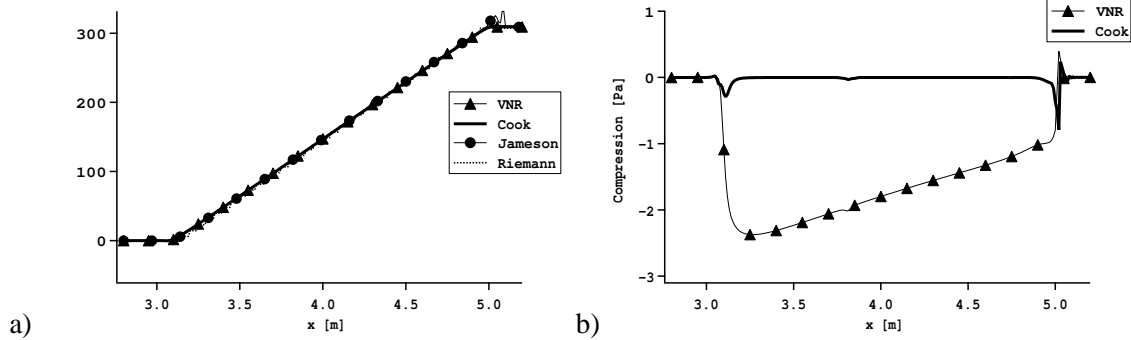 300
200
100
0
3.0 3.5 4.0 4.5 5.0
x [m]
VNR
Cook
Jameson
Riemann
a)
1
0
−1
−2
−3
Compression [Pa]
3.0 3.5 4.0 4.5 5.0
x [m]
VNR
Cook
b)